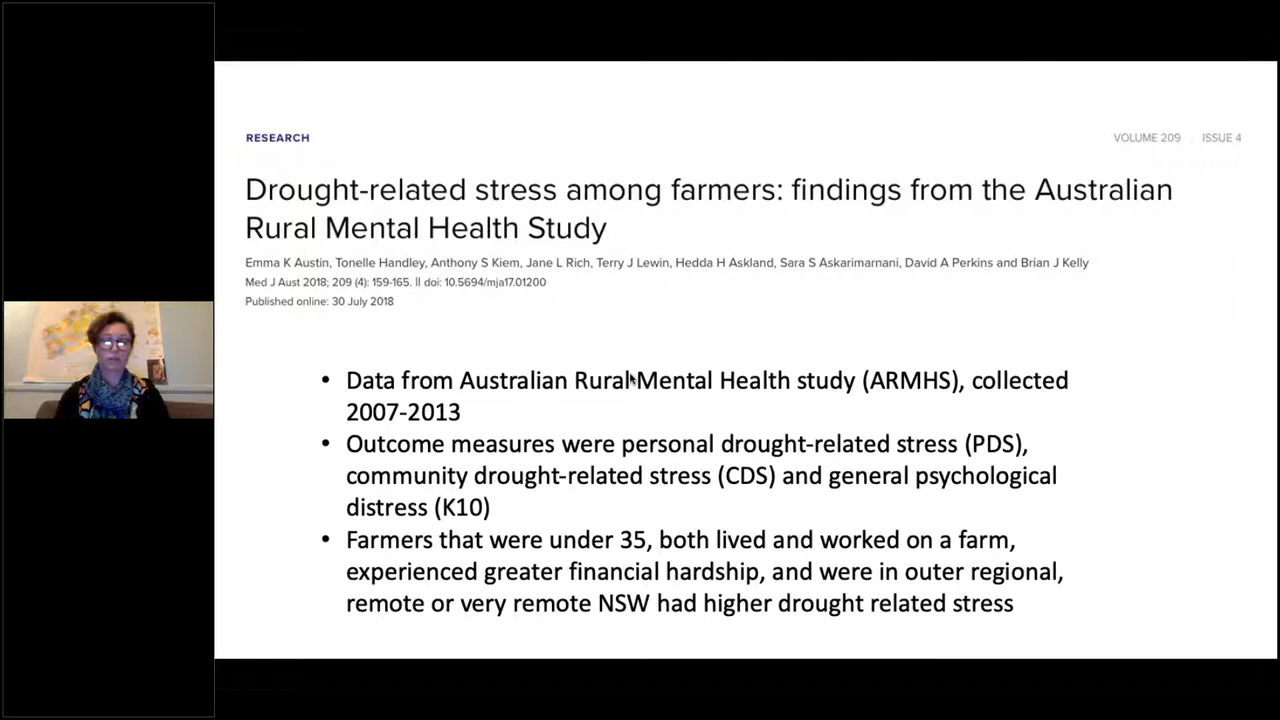 RESEARCH
VOLUME 209 ISSUE 4
Drought-related stress among farmers: findings from the Australian
Rural Mental Health Study
Emma K Austin, Tonelle Handley, Anthony S Kiem, Jane L Rich, Terry J Lewin, Hedda H Askland, Sara S Askarimarnani, David A Perkins and Brian J Kelly
Med J Aust 2018; 209 (4): 159-165. || doi: 10.5694/mja17.01200
Published online: 30 July 2018
• Data from Australian Rural Mental Health study (ARMHS), collected
2007-2013
• Outcome measures were personal drought-related stress (PDS),
community drought-related stress (CDS) and general psychological
distress (K10)
• Farmers that were under 35, both lived and worked on a farm,
experienced greater financial hardship, and were in outer regional,
remote or very remote NSW had higher drought related stress